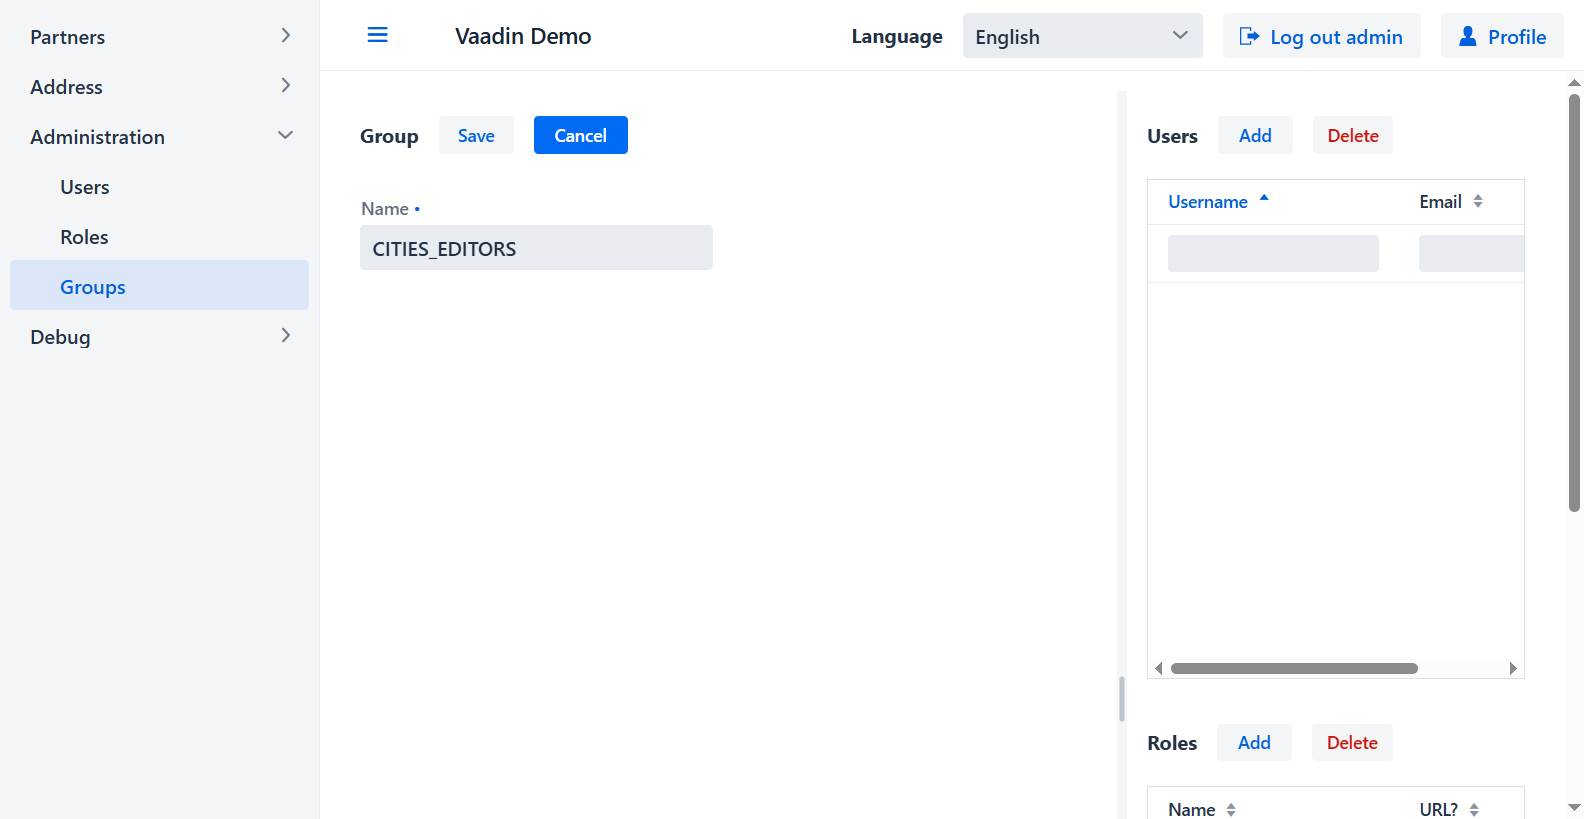 Partners
Address
Administration
Users
Roles
Groups
Debug
Vaadin Demo
Language
English
Log out admin
Profile
Group
Save
Cancel
Name •
CITIES_EDITORS
Users
Add
Delete
Username
Email
Roles
Add
Delete
Name
URL?